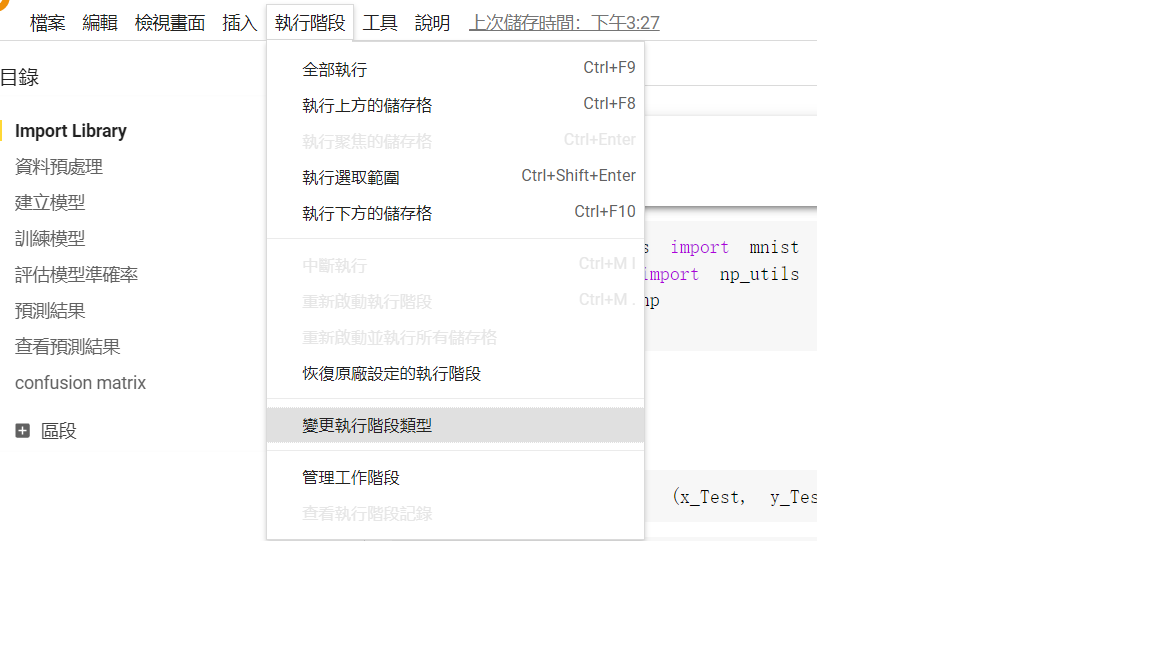 檔案 編輯 檢視畫面 插入 執行階段 工具 說明 上次儲存時間：下午3:27
目錄
Import Library
資料預處理
建立模型
訓練模型
評估模型準確率
預測結果
查看預測結果
confusion matrix
區段
全部執行 Ctrl+F9
執行上方的儲存格 Ctrl+F8
執行聚焦的儲存格 Ctrl+Enter
執行選取範圍 Ctrl+Shift+Enter
執行下方的儲存格 Ctrl+F10
中斷執行 Ctrl+M I
重新啟動執行階段 Ctrl+M .
重新啟動並執行所有儲存格
恢復原廠設定的執行階段
變更執行階段類型
管理工作階段
查看執行階段記錄
s import mnist
import np_utils
np
(x_Test, y_Tes